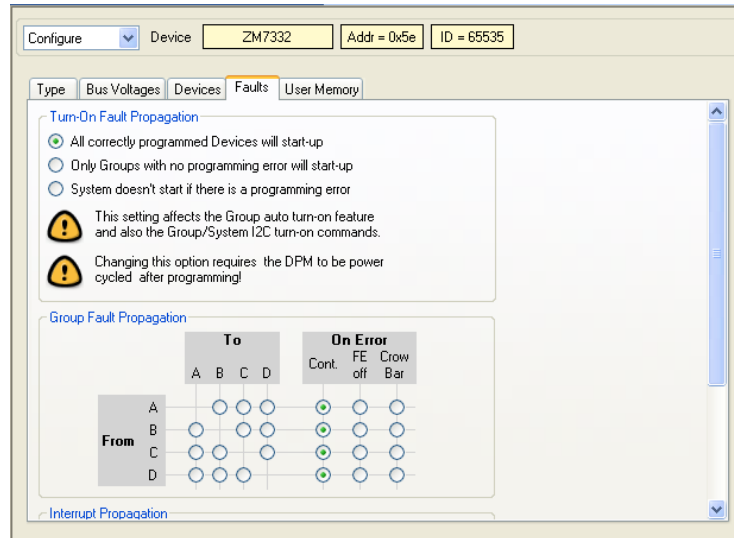 Configure Device ZM7332 Addr = 0x5e ID = 65535
Type Bus Voltages Devices Faults User Memory
Turn-On Fault Propagation
All correctly programmed Devices will start-up
Only Groups with no programming error will start-up
System doesn't start if there is a programming error
This setting affects the Group auto turn-on feature
and also the Group/System I2C turn-on commands.
Changing this option requires the DPM to be power
cycled after programming!
Group Fault Propagation
To On Error
A B C D Cont. FE off Crow Bar
A
B
From
C
D
Interrupt Propagation